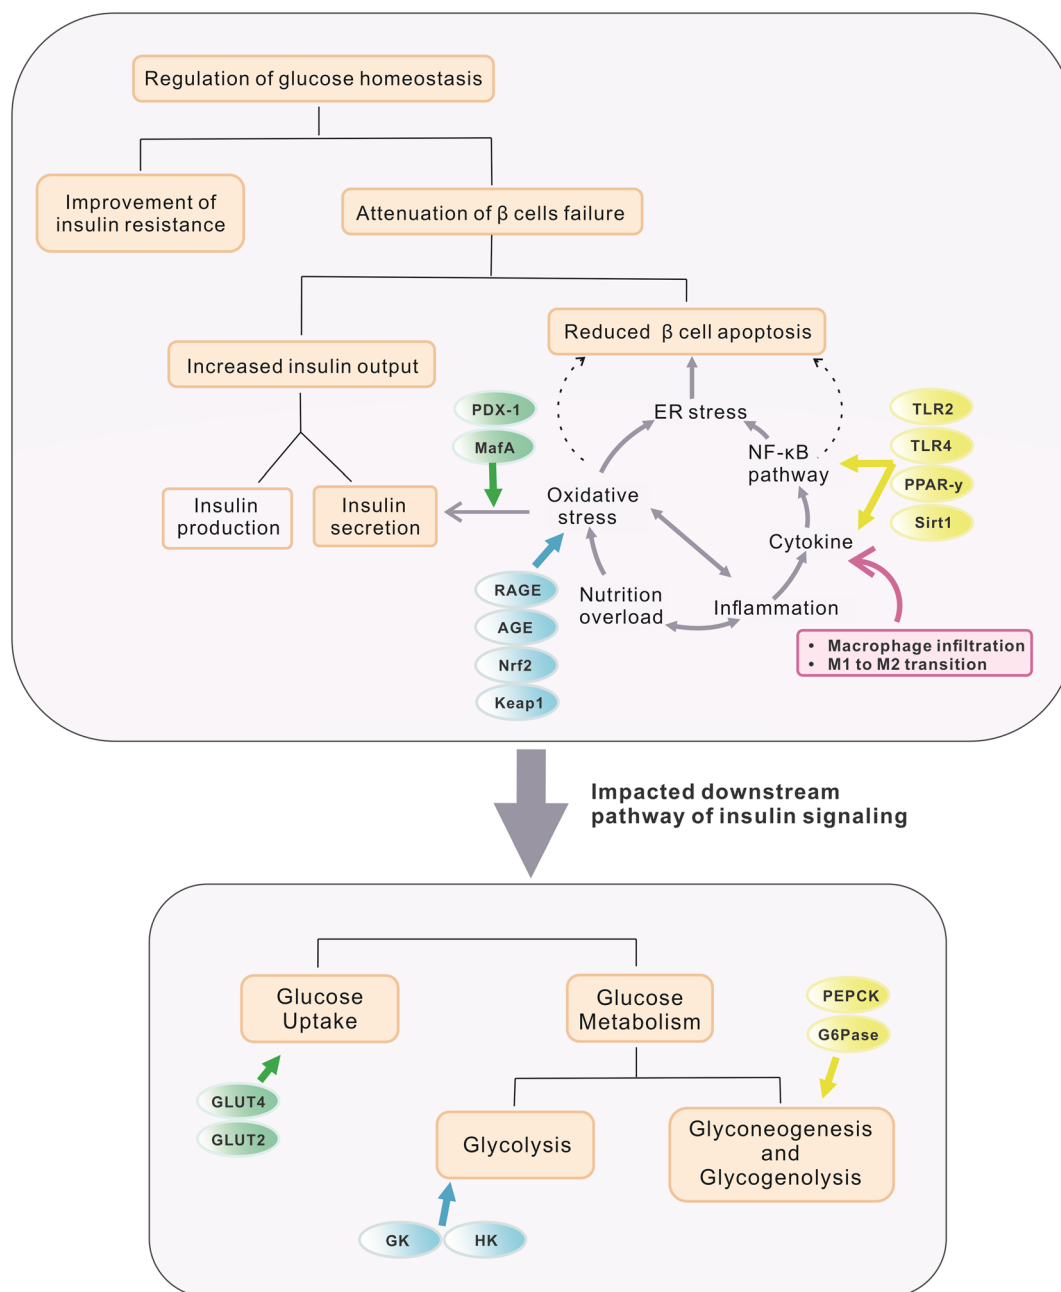 Regulation of glucose homeostasis
Improvement of
insulin resistance
Attenuation of β cells failure
Increased insulin output
Reduced β cell apoptosis
PDX-1
MafA
ER stress
NF-κB
pathway
TLR2
TLR4
PPAR-y
Sirt1
Insulin
production
Insulin
secretion
Oxidative
stress
Cytokine
RAGE
AGE
Nrf2
Keap1
Nutrition
overload
Inflammation
• Macrophage infiltration
• M1 to M2 transition
Impacted downstream
pathway of insulin signaling
Glucose
Uptake
Glucose
Metabolism
PEPCK
G6Pase
GLUT4
GLUT2
Glycolysis
Glyconeogenesis
and
Glycogenolysis
GK
HK